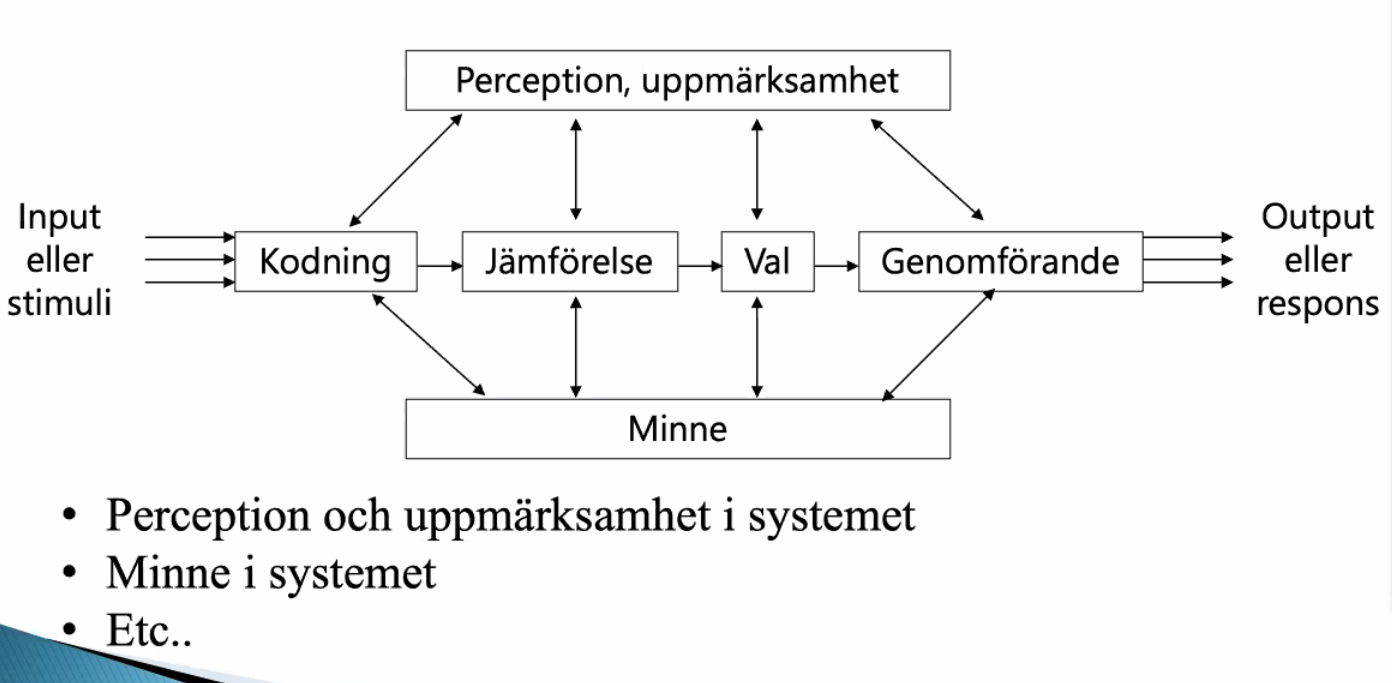 Perception, uppmärksamhet
Input
eller
stimuli
Kodning
Jämförelse
Val
Genomförande
Output
eller
respons
Minne
• Perception och uppmärksamhet i systemet
• Minne i systemet
• Etc..